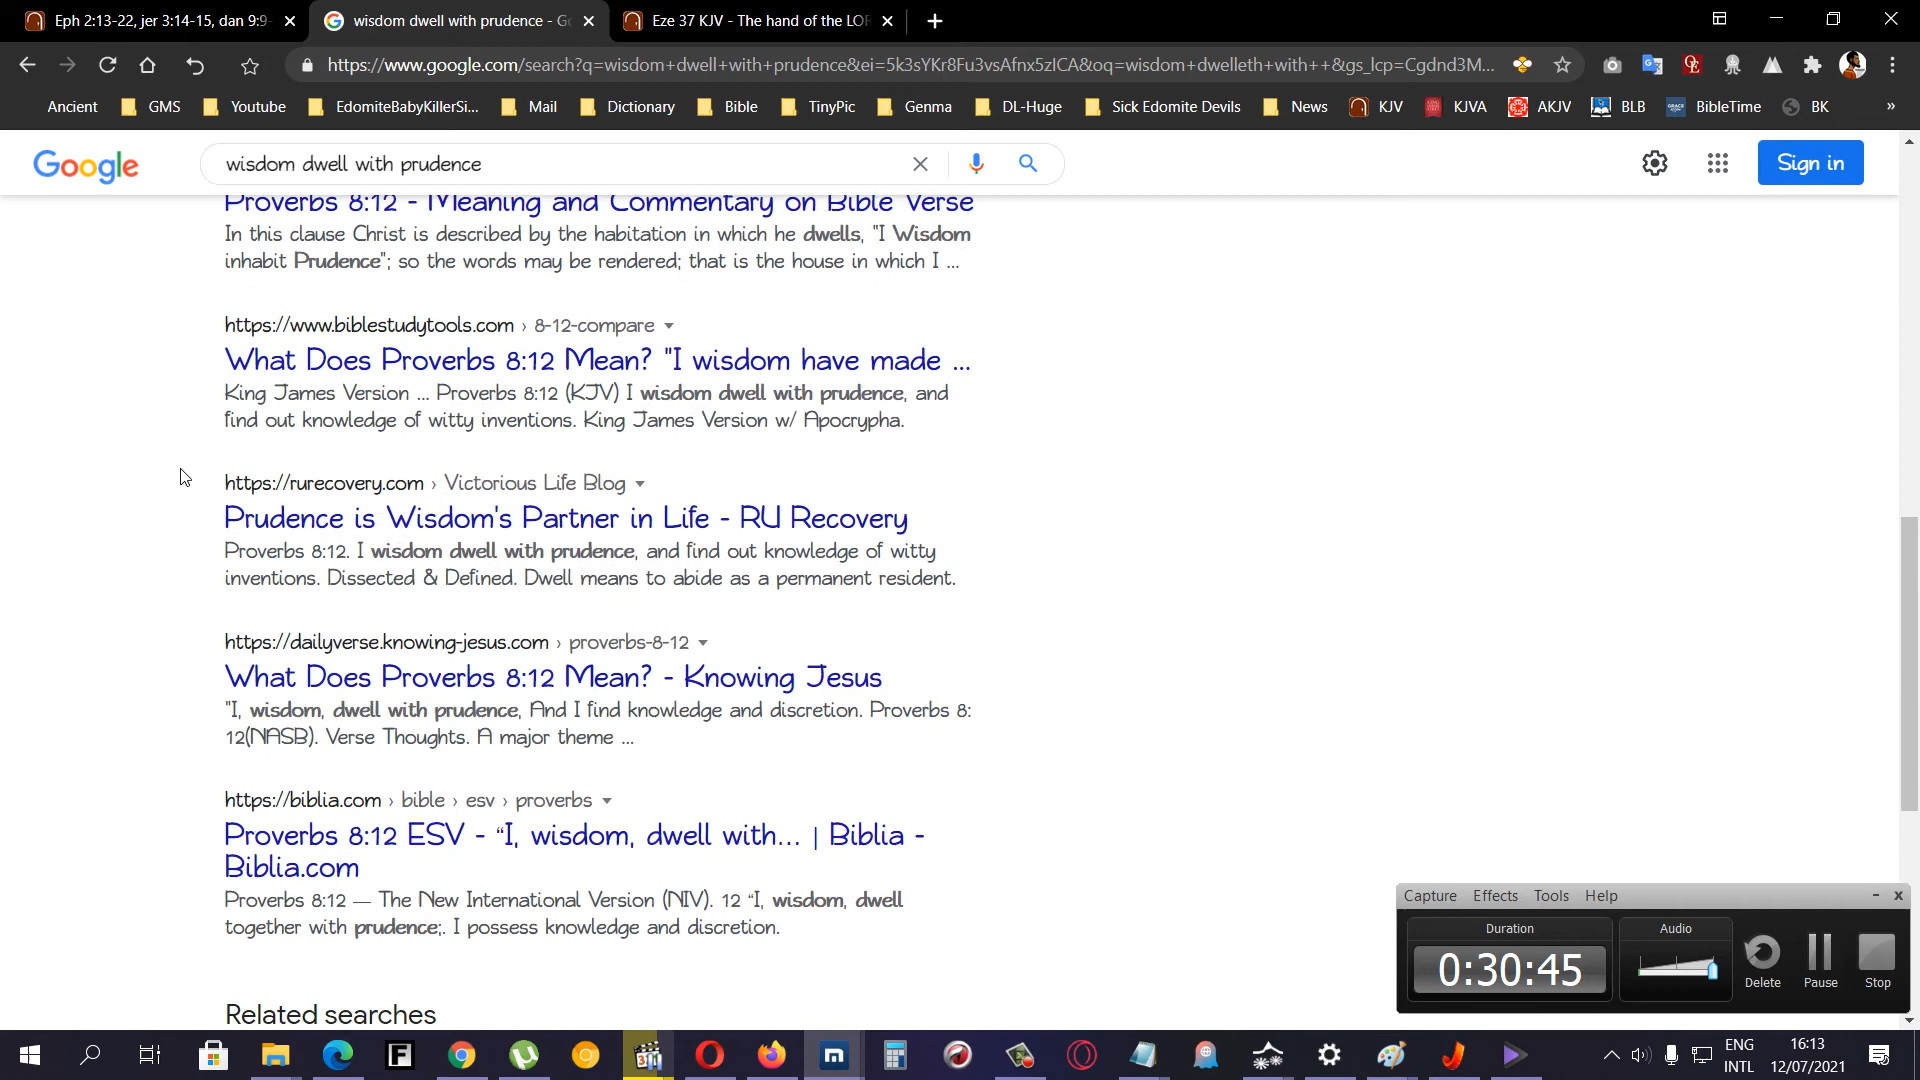 Eph 2:13-22, jer 3:14-15, dan 9:9-
wisdom dwell with prudence - Go
Eze 37 KJV - The hand of the LOR
https://www.google.com/search?q=wisdom+dwell+with+prudence&ei=5k3sYKr8Fu3vsAfnx5zICA&oq=wisdom+dwelleth+with++&gs_lcp=Cgdnd3M...
Ancient
GMS
Youtube
EdomiteBabyKillerSi...
Mail
Dictionary
Bible
TinyPic
Genma
DL-Huge
Sick Edomite Devils
News
KJV
KJVA
AKJV
BLB
BibleTime
BK
»
Google
wisdom dwell with prudence
Sign in
Proverbs 8:12 - Meaning and Commentary on Bible Verse
In this clause Christ is described by the habitation in which he dwells, "I Wisdom
inhabit Prudence"; so the words may be rendered; that is the house in which I ...
https://www.biblestudytools.com › 8-12-compare
What Does Proverbs 8:12 Mean? "I wisdom have made ...
King James Version ... Proverbs 8:12 (KJV) I wisdom dwell with prudence, and
find out knowledge of witty inventions. King James Version w/ Apocrypha.
https://rurecovery.com › Victorious Life Blog
Prudence is Wisdom's Partner in Life - RU Recovery
Proverbs 8:12. I wisdom dwell with prudence, and find out knowledge of witty
inventions. Dissected & Defined. Dwell means to abide as a permanent resident.
https://dailyverse.knowing-jesus.com › proverbs-8-12
What Does Proverbs 8:12 Mean? - Knowing Jesus
"I, wisdom, dwell with prudence, And I find knowledge and discretion. Proverbs 8:
12(NASB). Verse Thoughts. A major theme ...
https://biblia.com › bible › esv › proverbs
Proverbs 8:12 ESV - “I, wisdom, dwell with... | Biblia -
Biblia.com
Proverbs 8:12 — The New International Version (NIV). 12 “I, wisdom, dwell
together with prudence;. I possess knowledge and discretion.
Related searches
Capture Effects Tools Help
Duration
Audio
0:30:45
Delete
Pause
Stop
ENG
INTL
16:13
12/07/2021